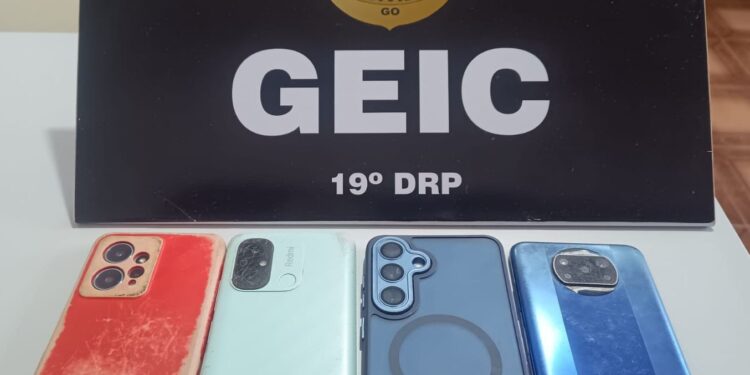 GO
GEIC
19º DRP
Redmi